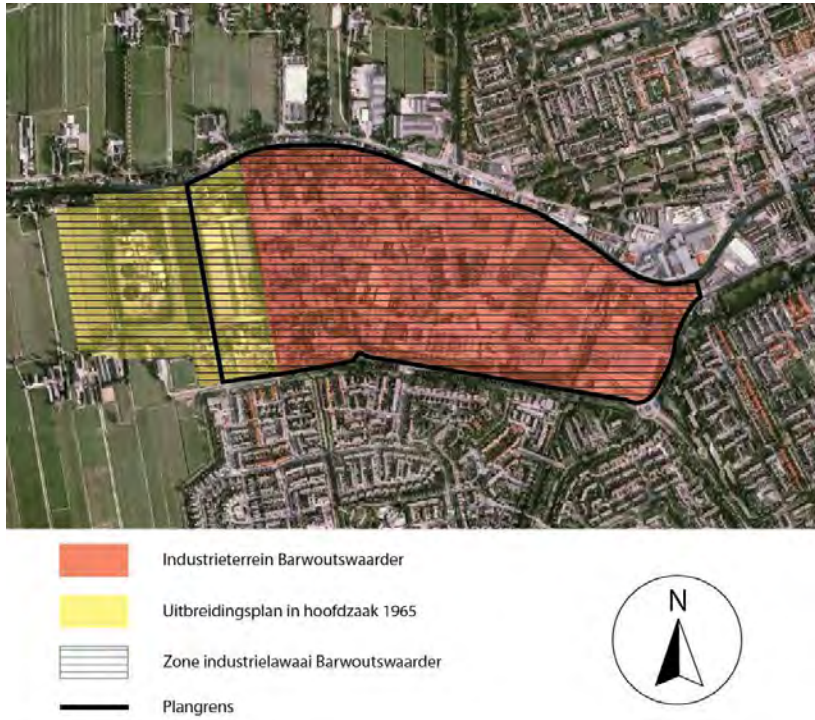 Industrieterrein Barwoutswaarder
Uitbreidingsplan in hoofdzaak 1965
Zone industrielawaai Barwoutswaarder
Plangrens
N